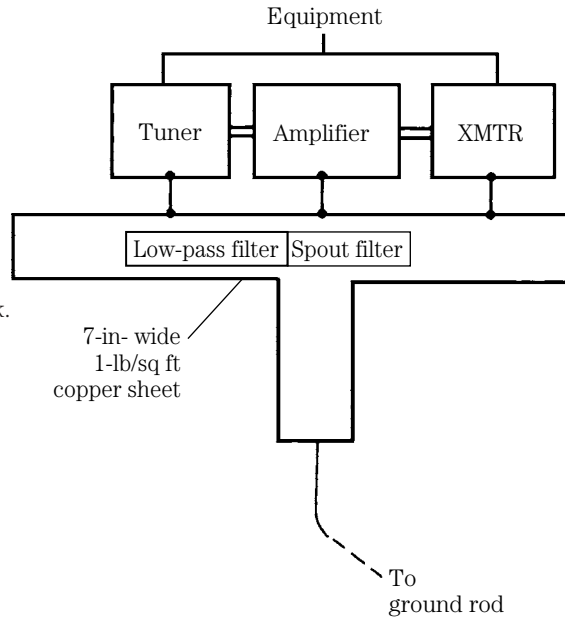 Equipment
Tuner
Amplifier
XMTR
Low-pass filter
Spout filter
k.
7-in- wide
1-lb/sq ft
copper sheet
To
ground rod